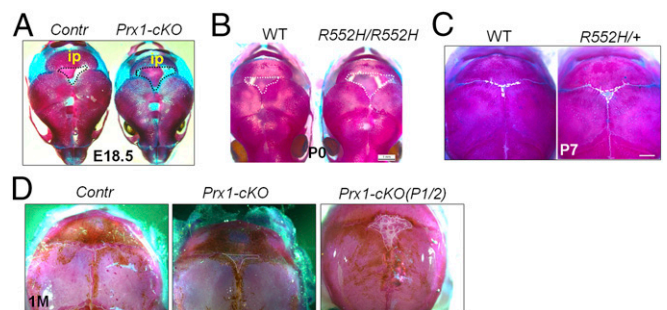 A Contr Prx1-cKO
ip ip
E18.5
B WT R552H/R552H
P0
C WT R552H/+
P7
D Contr Prx1-cKO Prx1-cKO(P1/2)
1M